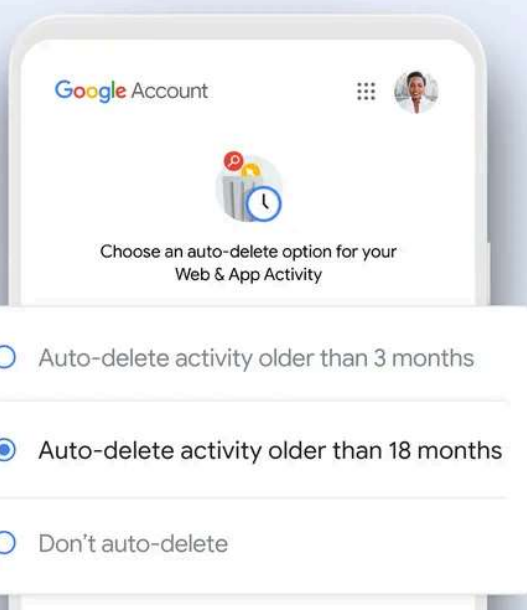 Google Account
Choose an auto-delete option for your
Web & App Activity
Auto-delete activity older than 3 months
Auto-delete activity older than 18 months
Don't auto-delete